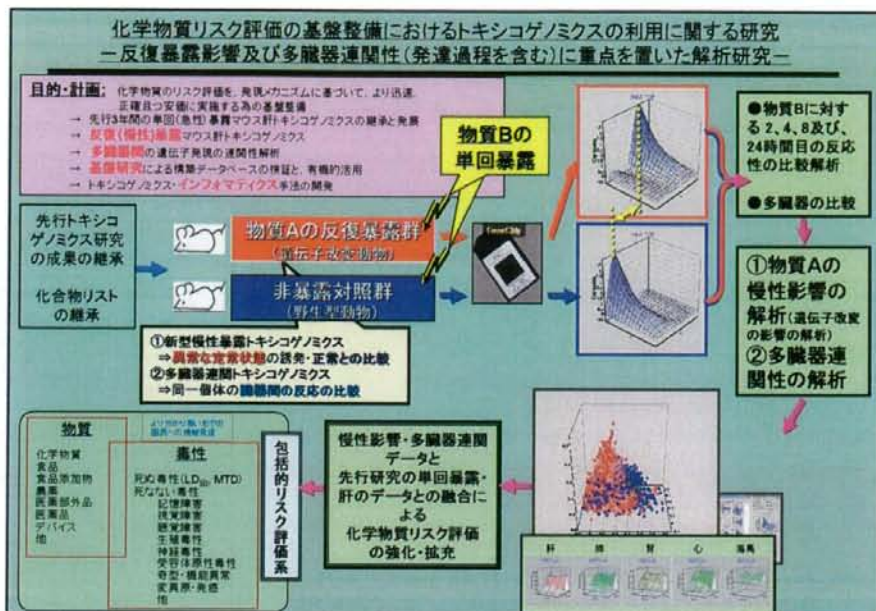 化学物質リスク評価の基盤整備におけるトキシコゲノミクスの利用に関する研究
－反復暴露影響及び多臓器連関性(発達過程を含む)に重点を置いた解析研究－
目的・計画: 化学物質のリスク評価を、発現メカニズムに基づいて、より迅速、
正確且つ安価に実施する為の基盤整備
→ 先行3年間の単回(急性)暴露マウス肝トキシコゲノミクスの継承と発展
→ 反復(慢性)暴露マウス肝トキシコゲノミクス
→ 多臓器間の遺伝子発現の連関性解析
→ 基盤研究による構築データベースの検証と、有機的活用
→ トキシコゲノミクス・インフォマティクス手法の開発
物質Bの
単回暴露
●物質Bに対す
る2、4、8及び、
24時間目の反応
性の比較解析
●多臓器の比較
先行トキシコ
ゲノミクス研究
の成果の継承
化合物リスト
の継承
物質Aの反復暴露群
(遺伝子改変動物)
非暴露対照群
(野生型動物)
GeneChip
①新型慢性暴露トキシコゲノミクス
⇒異常な定常状態の誘発・正常との比較
②多臓器連関トキシコゲノミクス
⇒同一個体の諸器間の反応の比較
①物質Aの
慢性影響の
解析(遺伝子改変
の影響の解析)
②多臓器連
関性の解析
物質
化学物質
食品
食品添加物
農薬
医薬部外品
医薬品
デバイス
他
毒性
死ぬ毒性(LD50, MTD)
死なない毒性
記憶障害
視覚障害
聴覚障害
生殖毒性
神経毒性
受容体原性毒性
奇型・機能異常
変異原・発癌
他
包括的リスク評価系
慢性影響・多臓器連関
データと
先行研究の単回暴露・
肝のデータとの融合に
よる
化学物質リスク評価
の強化・拡充
肝 肺 腎 心 海馬